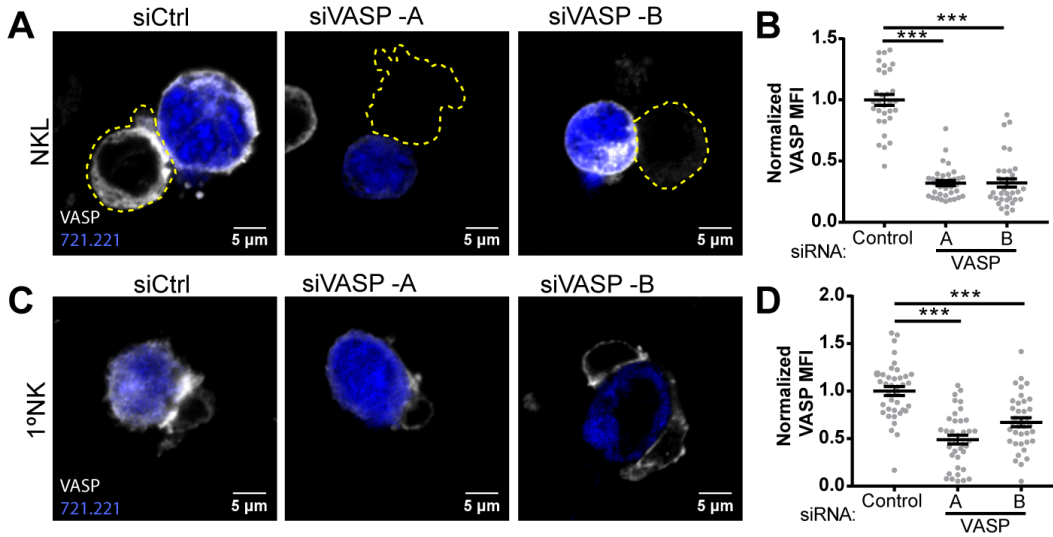 A
siCtrl
siVASP -A
siVASP -B
NKL
VASP
721.221
5 µm
5 µm
5 µm
B
Normalized
VASP MFI
1.5
1.0
0.5
0.0
***
***
siRNA:
Control
A
B
VASP
C
siCtrl
siVASP -A
siVASP -B
1ºNK
VASP
721.221
5 µm
5 µm
5 µm
D
Normalized
VASP MFI
2.0
1.5
1.0
0.5
0.0
***
***
siRNA:
Control
A
B
VASP